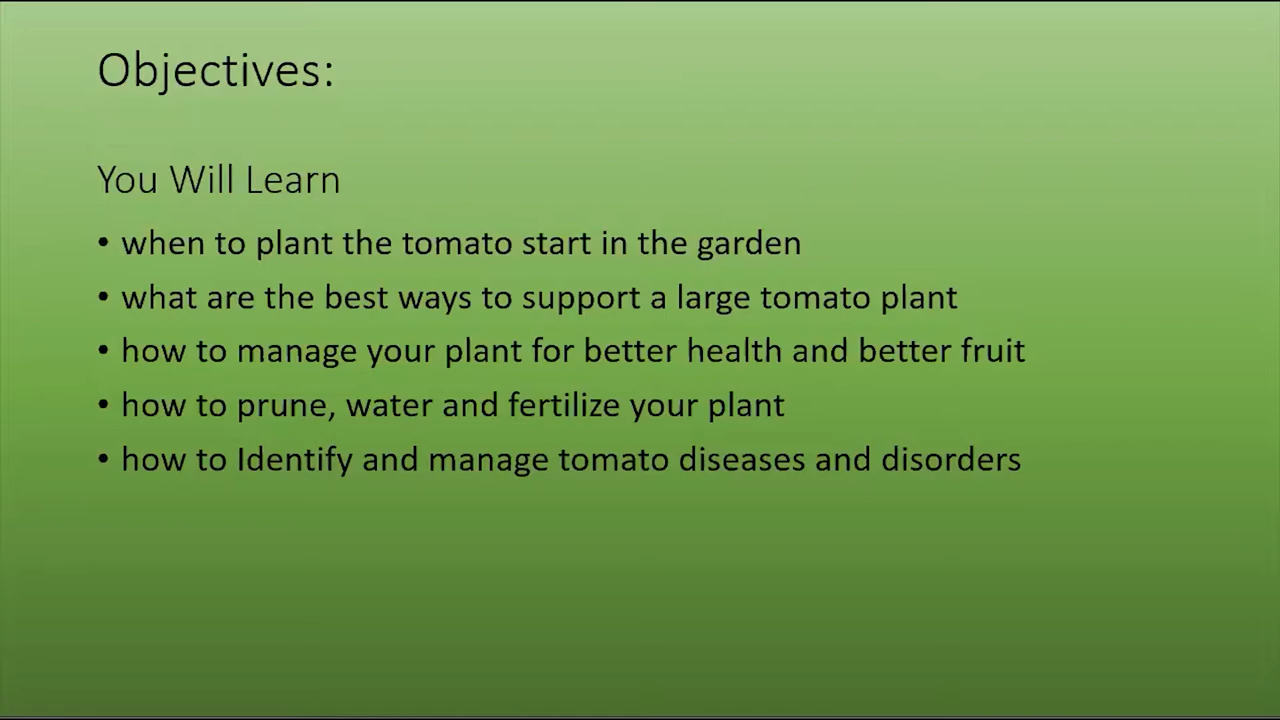 Objectives:
You Will Learn
• when to plant the tomato start in the garden
• what are the best ways to support a large tomato plant
• how to manage your plant for better health and better fruit
• how to prune, water and fertilize your plant
• how to Identify and manage tomato diseases and disorders